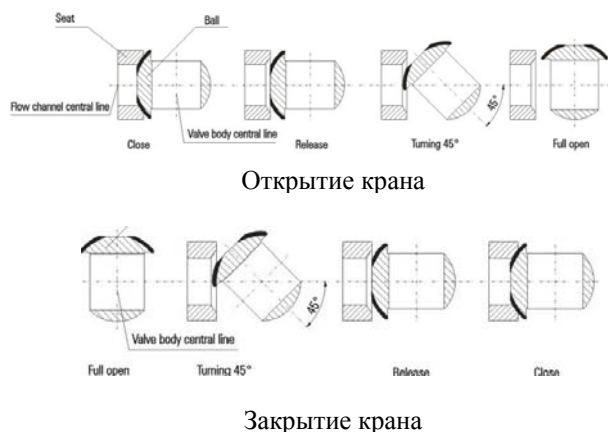 Seat
Ball
Flow channel central line
Valve body central line
45°
Close
Release
Turning 45°
Full open
Открытие крана
Valve body central line
45°
Full open
Turning 45°
Release
Close
Закрытие крана